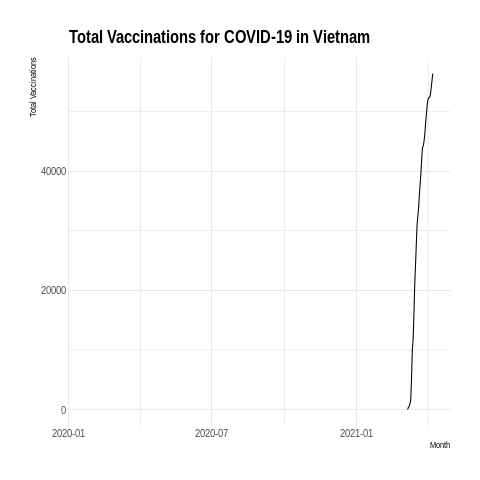 Total Vaccinations for COVID-19 in Vietnam
Total Vaccinations
40000
20000
0
2020-01 2020-07 2021-01
Month